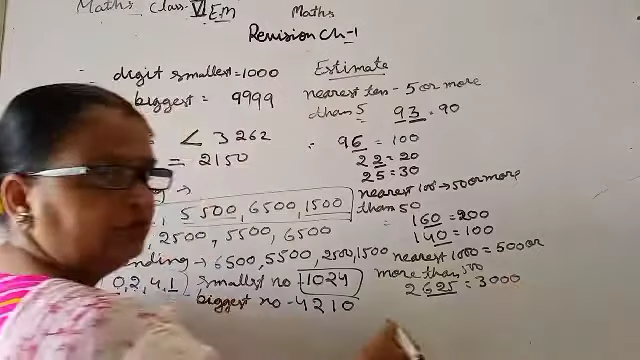 Maths Class-VI EM
Maths
Revision Ch-1
digit smallest = 1000
biggest = 9999
< 3262
= 2150
5500, 6500, 1500
, 2500, 5500, 6500
nding → 6500, 5500, 2500, 1500
0, 2, 4, 1 smallest no - 1024
biggest no - 4210
Estimate
nearest ten - 5 or more
than 5 93 = 90
96 = 100
22 = 20
25 = 30
nearest 100 → 50 or more
than 50
160 = 200
= 140 = 100
nearest 1000 = 500 or
more than 500
2625 = 3000